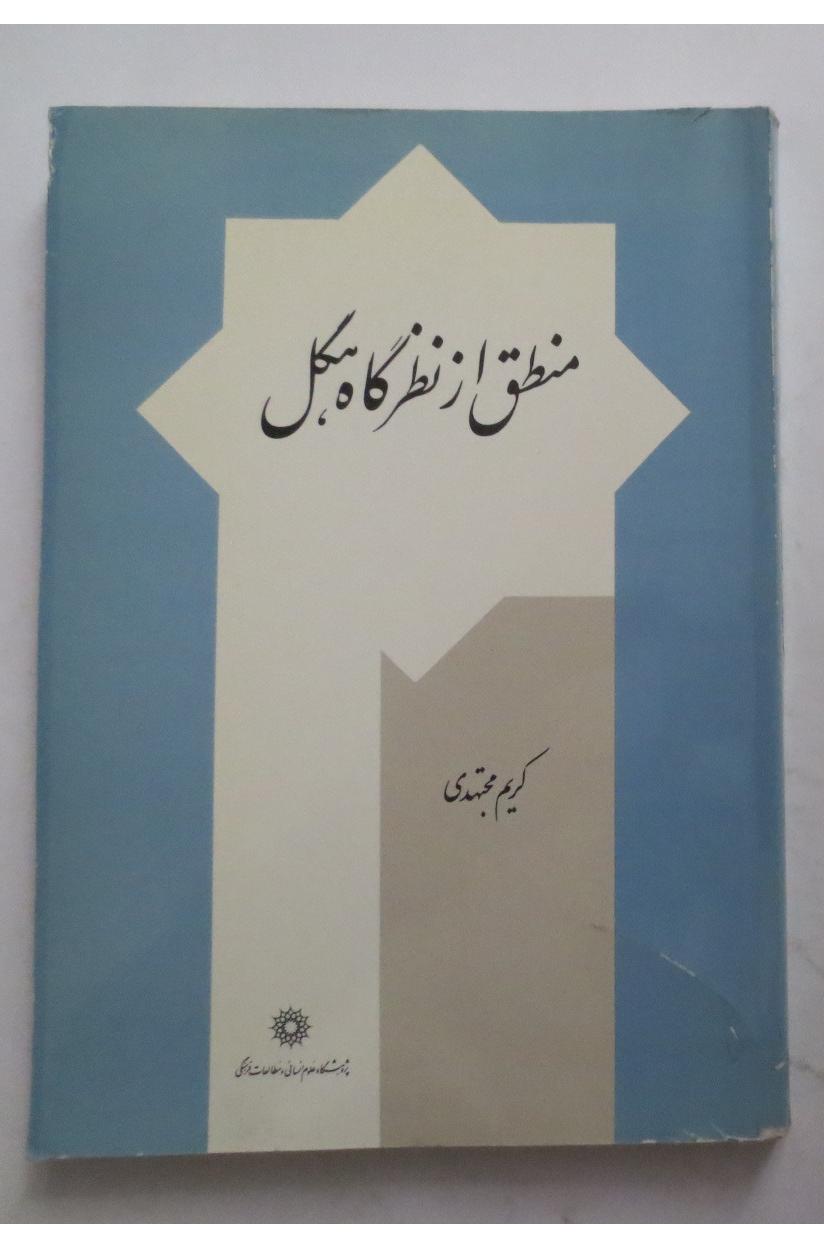 منطق از نظرگاه هگل
کریم مجتهدی
پژوهشگاه علوم انسانی و مطالعات فرهنگی